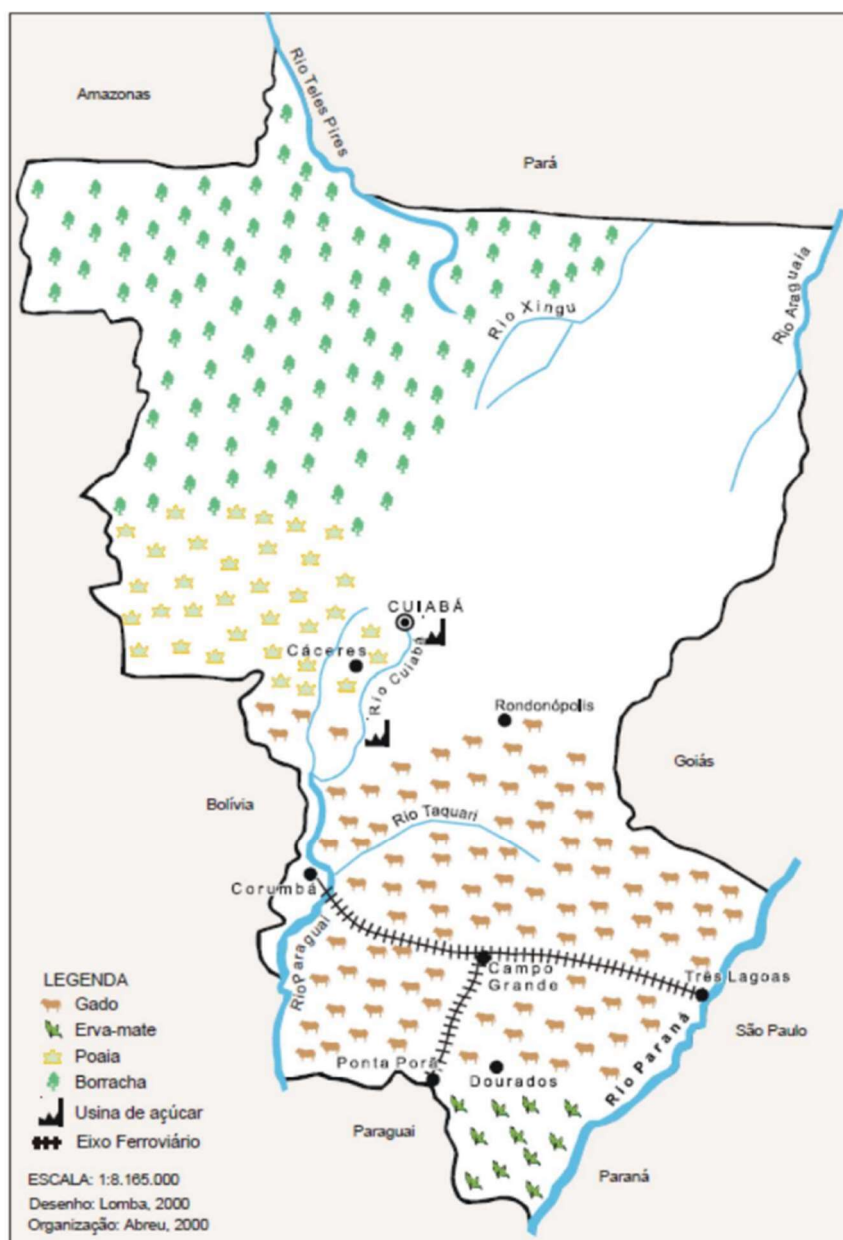 Amazonas
Rio Teles Pires
Pará
Rio Xingu
Rio Araguaia
CUIABÁ
Cáceres
Rio Cuiabá
Rondonópolis
Goiás
Bolívia
Rio Taquari
Corumbá
Rio Paraguai
Campo
Grande
Três Lagoas
São Paulo
Rio Paraná
Ponta Porã
Dourados
Paraguai
Paraná
LEGENDA
Gado
Erva-mate
Poaia
Borracha
Usina de açúcar
Eixo Ferroviário
ESCALA: 1:8.165.000
Desenho: Lomba, 2000
Organização: Abreu, 2000